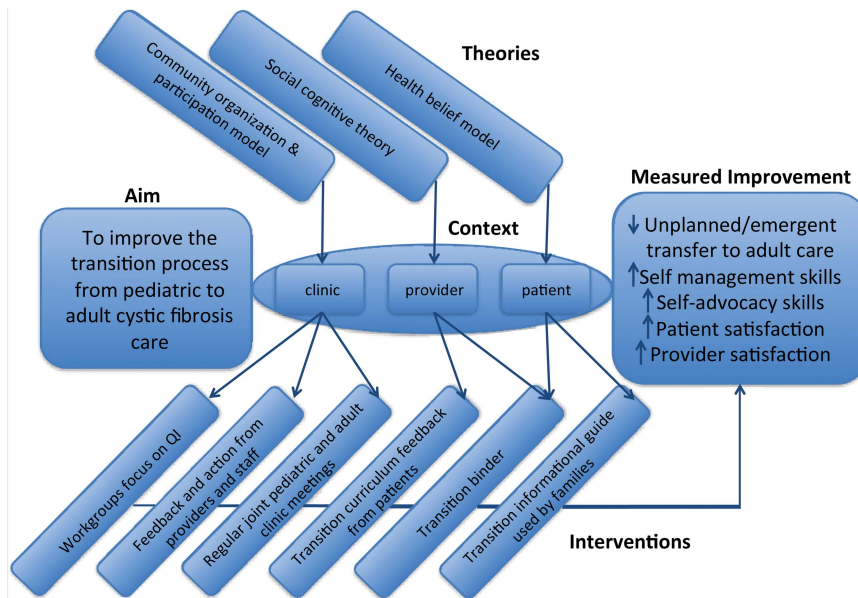 Theories
Community organization &
participation model
Social cognitive theory
Health belief model
Aim
To improve the
transition process
from pediatric to
adult cystic fibrosis
care
Context
clinic
provider
patient
Measured Improvement
↓ Unplanned/emergent
transfer to adult care
↑Self management skills
↑ Self-advocacy skills
↑ Patient satisfaction
↑ Provider satisfaction
Workgroups focus on QI
Feedback and action from
providers and staff
Regular joint pediatric and adult
clinic meetings
Transition curriculum feedback
from patients
Transition binder
Transition informational guide
used by families
Interventions